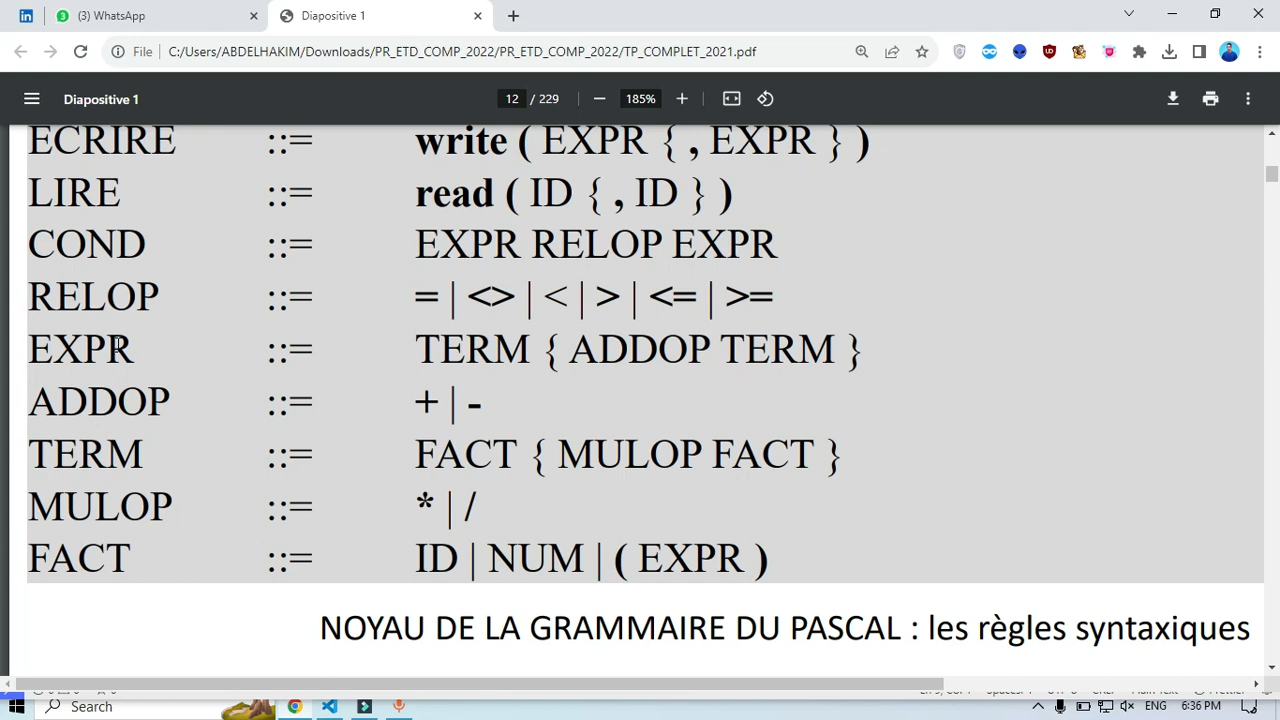 (3) WhatsApp
Diapositive 1
File C:/Users/ABDELHAKIM/Downloads/PR_ETD_COMP_2022/PR_ETD_COMP_2022/TP_COMPLET_2021.pdf
Diapositive 1
12 / 229
185%
ECRIRE ::= write ( EXPR { , EXPR } )
LIRE ::= read ( ID { , ID } )
COND ::= EXPR RELOP EXPR
RELOP ::= = | <> | < | > | <= | >=
EXPR ::= TERM { ADDOP TERM }
ADDOP ::= + | -
TERM ::= FACT { MULOP FACT }
MULOP ::= * | /
FACT ::= ID | NUM | ( EXPR )
NOYAU DE LA GRAMMAIRE DU PASCAL : les règles syntaxiques
Search
ENG
6:36 PM